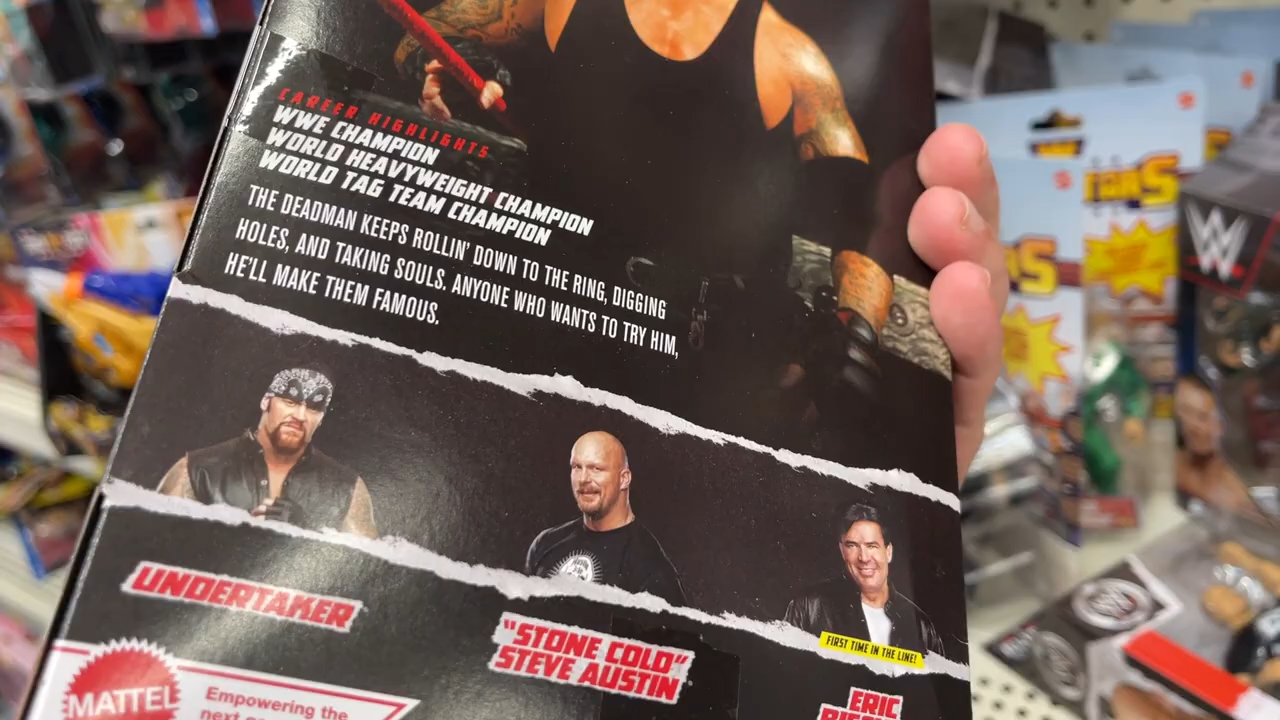 CAREER HIGHLIGHTS
WWE CHAMPION
WORLD HEAVYWEIGHT CHAMPION
WORLD TAG TEAM CHAMPION
THE DEADMAN KEEPS ROLLIN' DOWN TO THE RING, DIGGING
HOLES, AND TAKING SOULS. ANYONE WHO WANTS TO TRY HIM,
HE'LL MAKE THEM FAMOUS.
UNDERTAKER
"STONE COLD"
STEVE AUSTIN
FIRST TIME IN THE LINE!
ERIC
MATTEL
Empowering the
next
W